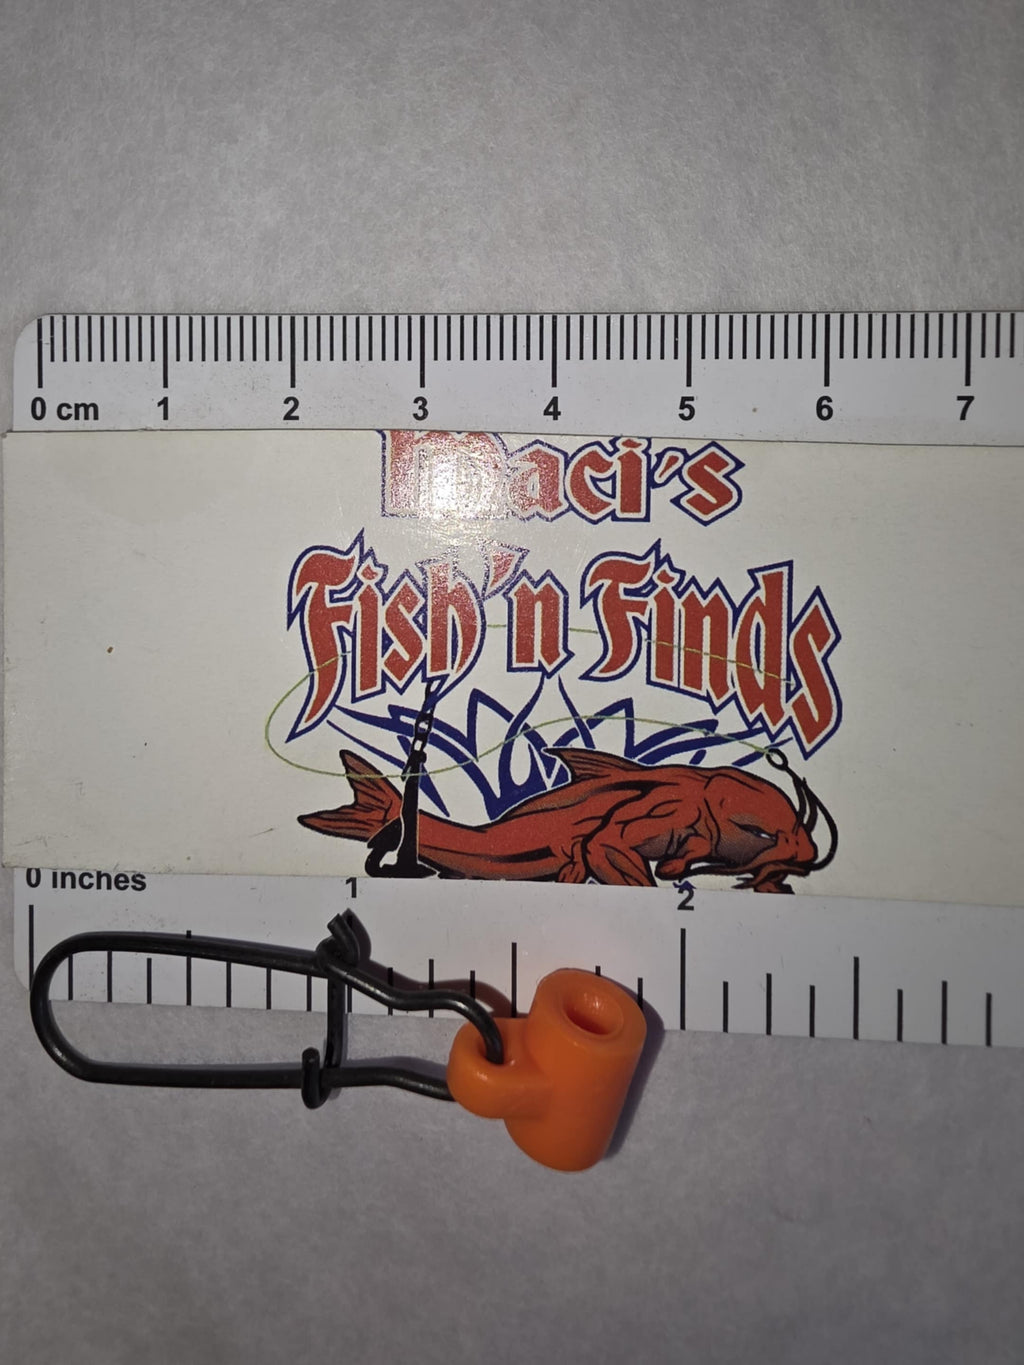 0 cm 1 2 3 4 5 6 7
Maci's
Fish'n Finds
0 inches 1 2